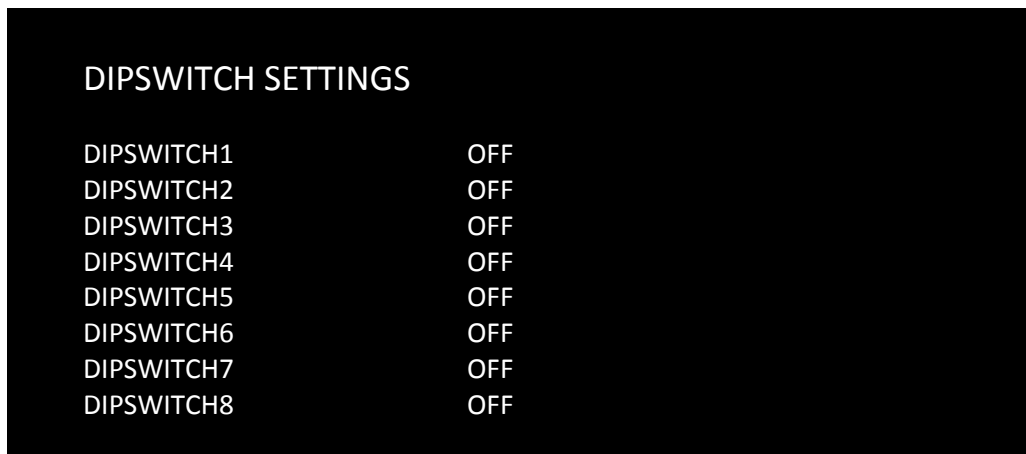 DIPSWITCH SETTINGS
DIPSWITCH1 OFF
DIPSWITCH2 OFF
DIPSWITCH3 OFF
DIPSWITCH4 OFF
DIPSWITCH5 OFF
DIPSWITCH6 OFF
DIPSWITCH7 OFF
DIPSWITCH8 OFF